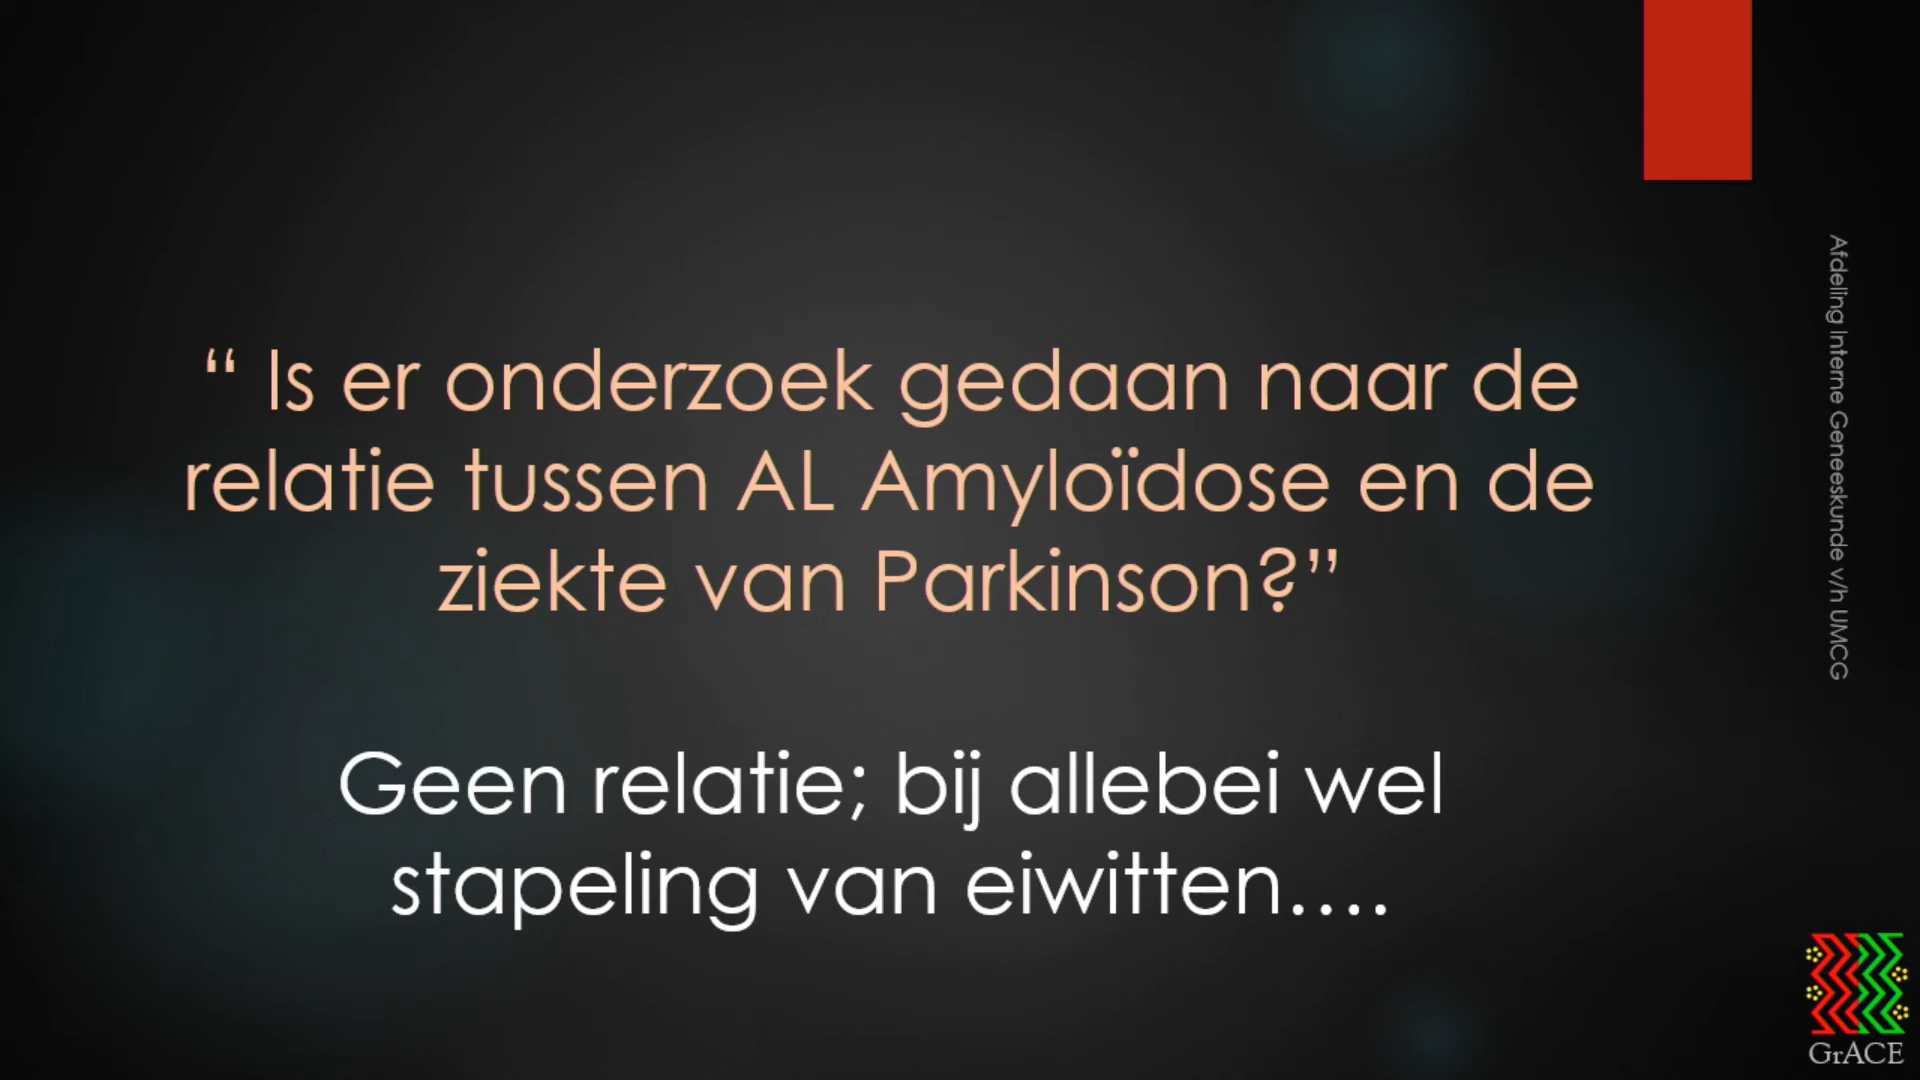 “ Is er onderzoek gedaan naar de
relatie tussen AL Amyloïdose en de
ziekte van Parkinson?”
Geen relatie; bij allebei wel
stapeling van eiwitten….
Afdeling Interne Geneeskunde v/h UMCG
GrACE